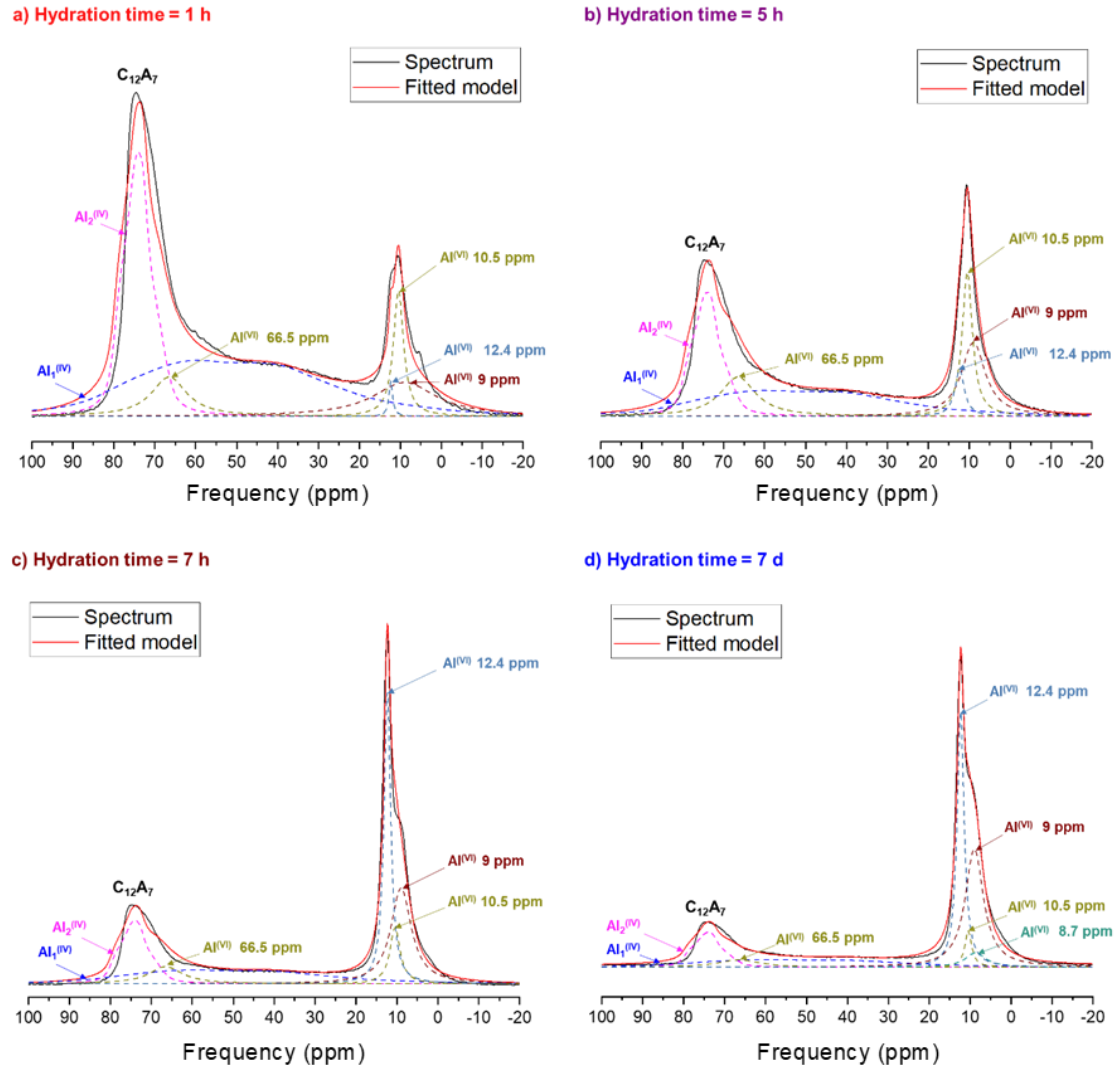 a) Hydration time = 1 h
C12A7
Spectrum
Fitted model
Al2(IV)
Al(VI) 10.5 ppm
Al(VI) 66.5 ppm
Al(VI) 12.4 ppm
Al1(IV)
Al(VI) 9 ppm
100 90 80 70 60 50 40 30 20 10 0 -10 -20
Frequency (ppm)
b) Hydration time = 5 h
Spectrum
Fitted model
C12A7
Al(VI) 10.5 ppm
Al2(IV)
Al(VI) 9 ppm
Al(VI) 66.5 ppm
Al(VI) 12.4 ppm
Al1(IV)
100 90 80 70 60 50 40 30 20 10 0 -10 -20
Frequency (ppm)
c) Hydration time = 7 h
Spectrum
Fitted model
Al(VI) 12.4 ppm
C12A7
Al(VI) 9 ppm
Al2(IV)
Al(VI) 10.5 ppm
Al1(IV)
Al(VI) 66.5 ppm
100 90 80 70 60 50 40 30 20 10 0 -10 -20
Frequency (ppm)
d) Hydration time = 7 d
Spectrum
Fitted model
Al(VI) 12.4 ppm
Al(VI) 9 ppm
C12A7
Al2(IV)
Al(VI) 10.5 ppm
Al1(IV)
Al(VI) 66.5 ppm
Al(VI) 8.7 ppm
100 90 80 70 60 50 40 30 20 10 0 -10 -20
Frequency (ppm)